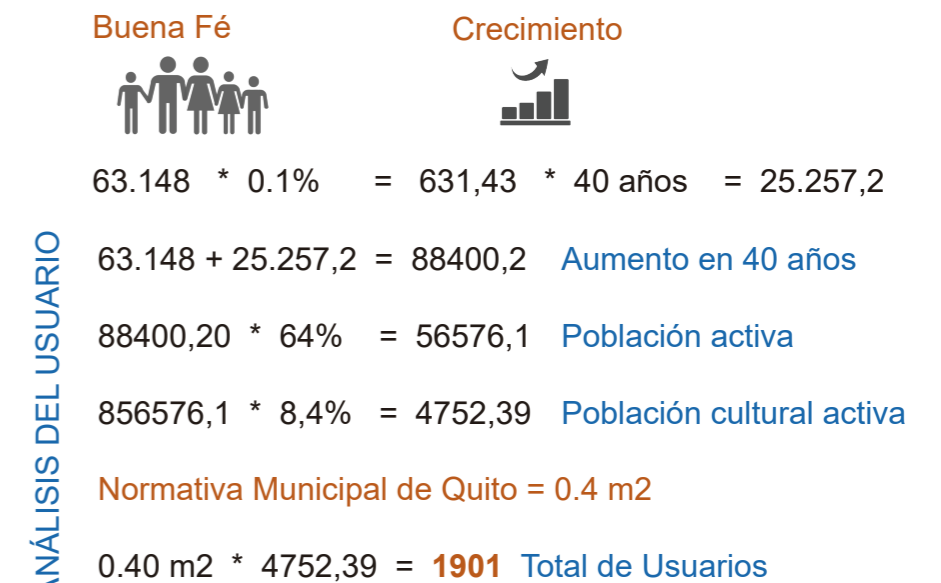 Buena Fé Crecimiento
63.148 * 0.1% = 631,43 * 40 años = 25.257,2
63.148 + 25.257,2 = 88400,2 Aumento en 40 años
88400,20 * 64% = 56576,1 Población activa
856576,1 * 8,4% = 4752,39 Población cultural activa
Normativa Municipal de Quito = 0.4 m2
0.40 m2 * 4752,39 = 1901 Total de Usuarios
ANÁLISIS DEL USUARIO